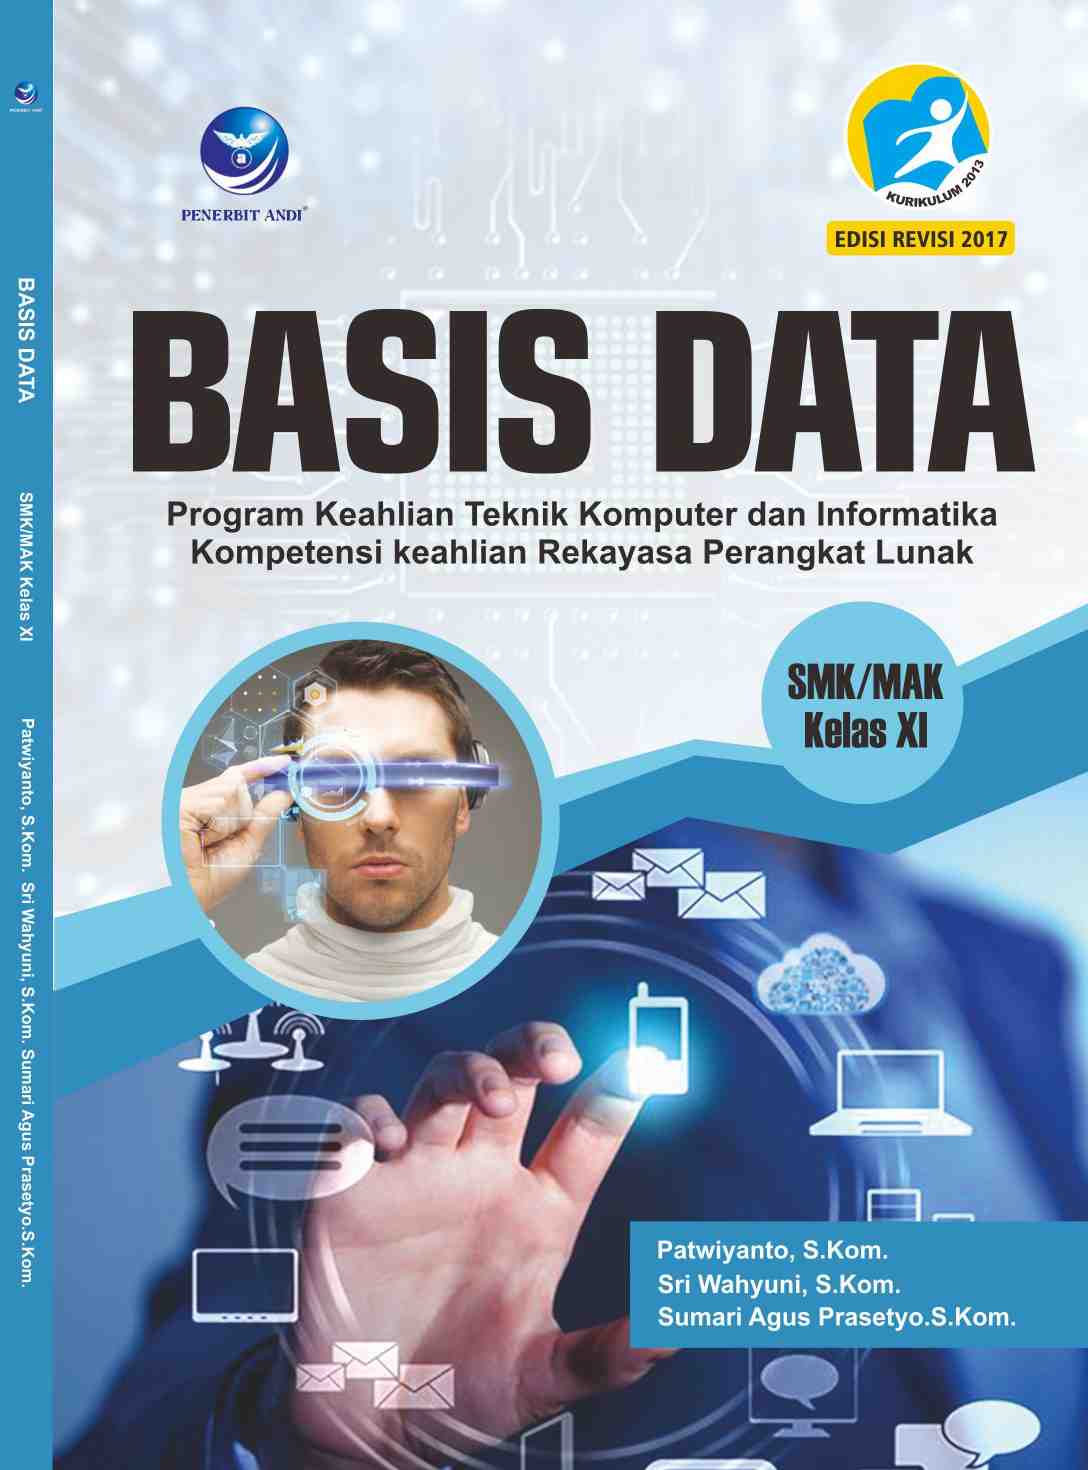 PENERBIT ANDI®
KURIKULUM 2013
EDISI REVISI 2017
BASIS DATA
Program Keahlian Teknik Komputer dan Informatika
Kompetensi keahlian Rekayasa Perangkat Lunak
SMK/MAK
Kelas XI
Patwiyanto, S.Kom.
Sri Wahyuni, S.Kom.
Sumari Agus Prasetyo.S.Kom.
PENERBIT ANDI
BASIS DATA SMK/MAK Kelas XI Patwiyanto, S.Kom. Sri Wahyuni, S.Kom. Sumari Agus Prasetyo.S.Kom.